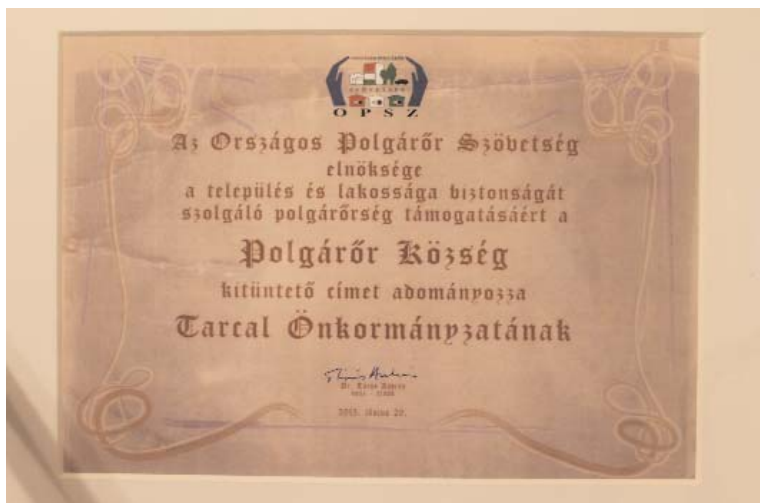 OPSZ
Az Országos Polgárőr Szövetség
elnöksége
a település és lakossága biztonságát
szolgáló polgárőrség támogatásáért a
Polgárőr Község
kitüntető címet adományozza
Tarcal Önkormányzatának
Dr.